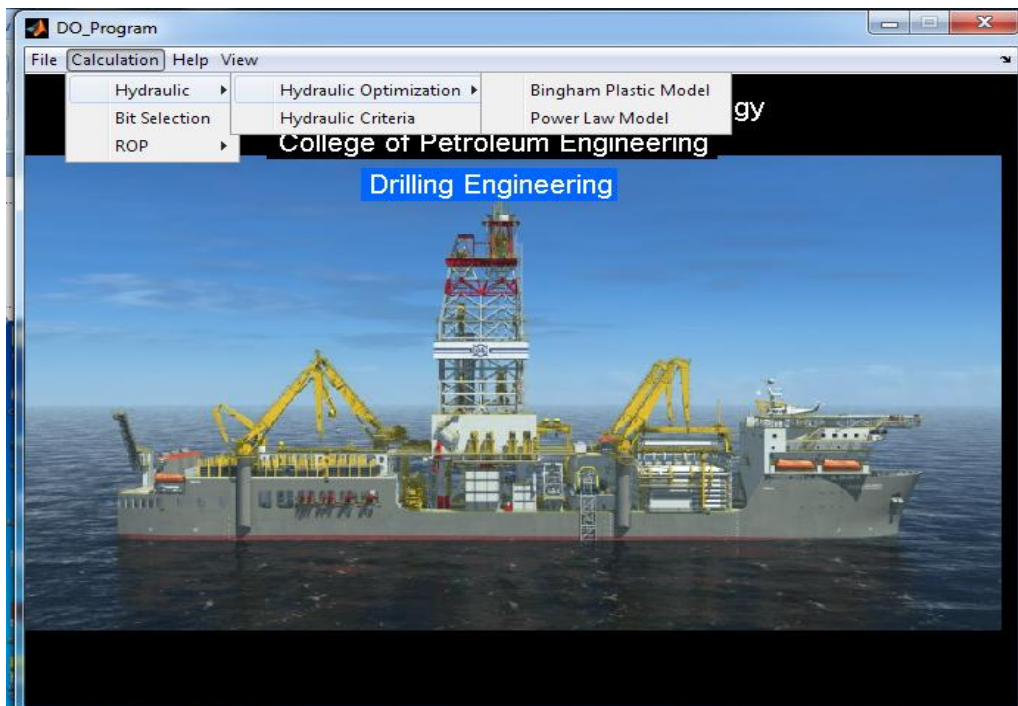 DO_Program
File Calculation Help View
Hydraulic Hydraulic Optimization Bingham Plastic Model
Bit Selection Hydraulic Criteria Power Law Model
ROP
College of Petroleum Engineering
Drilling Engineering